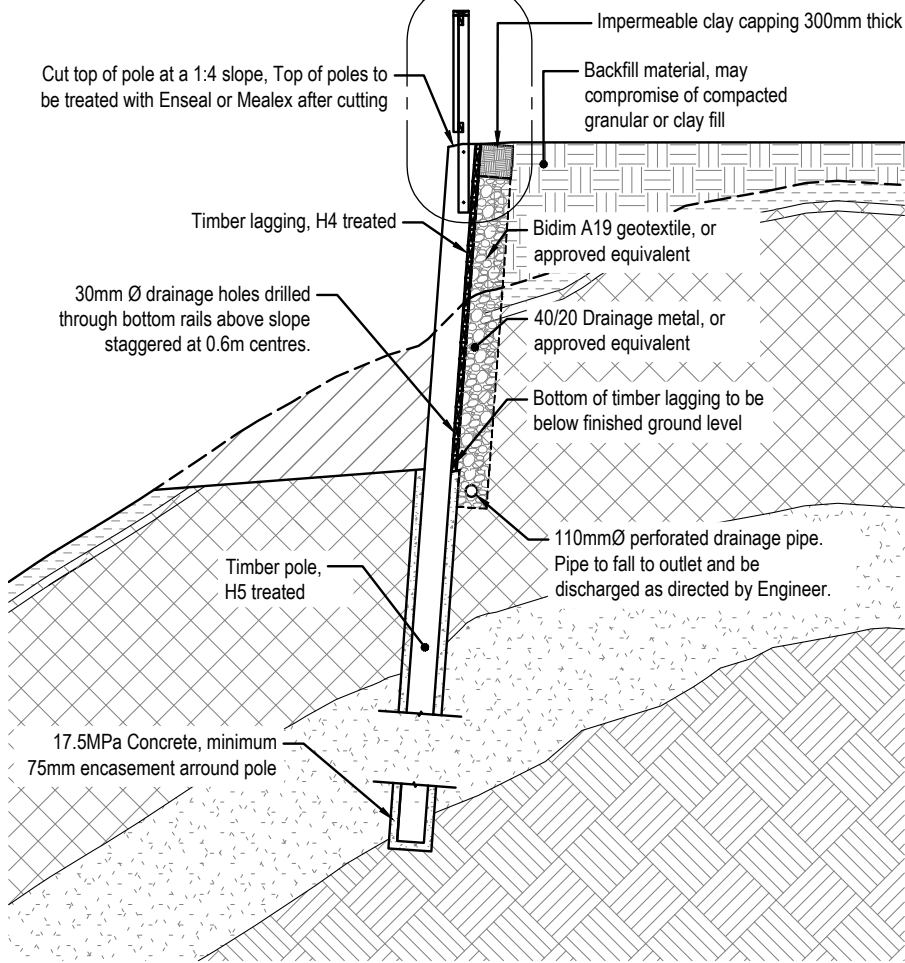 Impermeable clay capping 300mm thick
Cut top of pole at a 1:4 slope, Top of poles to
be treated with Enseal or Mealex after cutting
Backfill material, may
compromise of compacted
granular or clay fill
Timber lagging, H4 treated
Bidim A19 geotextile, or
approved equivalent
30mm Ø drainage holes drilled
through bottom rails above slope
staggered at 0.6m centres.
40/20 Drainage metal, or
approved equivalent
Bottom of timber lagging to be
below finished ground level
110mmØ perforated drainage pipe.
Pipe to fall to outlet and be
discharged as directed by Engineer.
Timber pole,
H5 treated
17.5MPa Concrete, minimum
75mm encasement arround pole